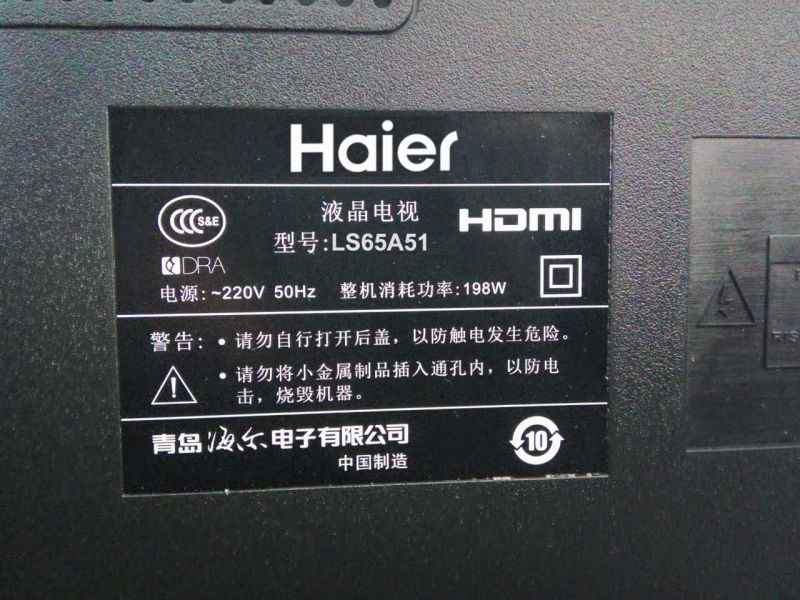 Haier
CCC S&E
液晶电视
HDMI
型号:LS65A51
DRA
电源:~220V 50Hz 整机消耗功率:198W
警告: • 请勿自行打开后盖，以防触电发生危险。
• 请勿将小金属制品插入通孔内，以防电
击，烧毁机器。
青岛海尔电子有限公司
中国制造
10